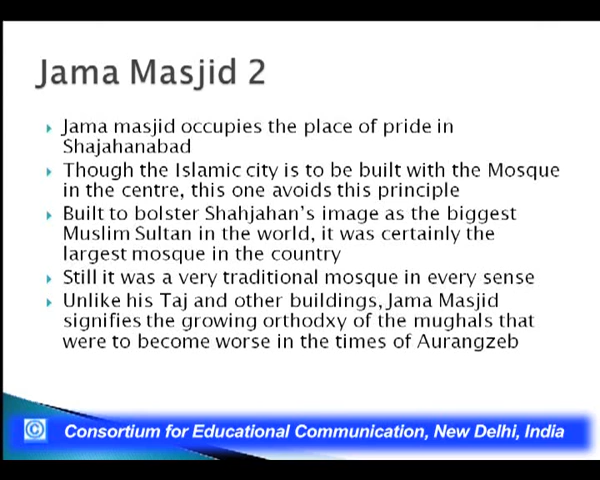 Jama Masjid 2
Jama masjid occupies the place of pride in
Shajahanabad
Though the Islamic city is to be built with the Mosque
in the centre, this one avoids this principle
Built to bolster Shahjahan's image as the biggest
Muslim Sultan in the world, it was certainly the
largest mosque in the country
Still it was a very traditional mosque in every sense
Unlike his Taj and other buildings, Jama Masjid
signifies the growing orthodxy of the mughals that
were to become worse in the times of Aurangzeb
© Consortium for Educational Communication, New Delhi, India